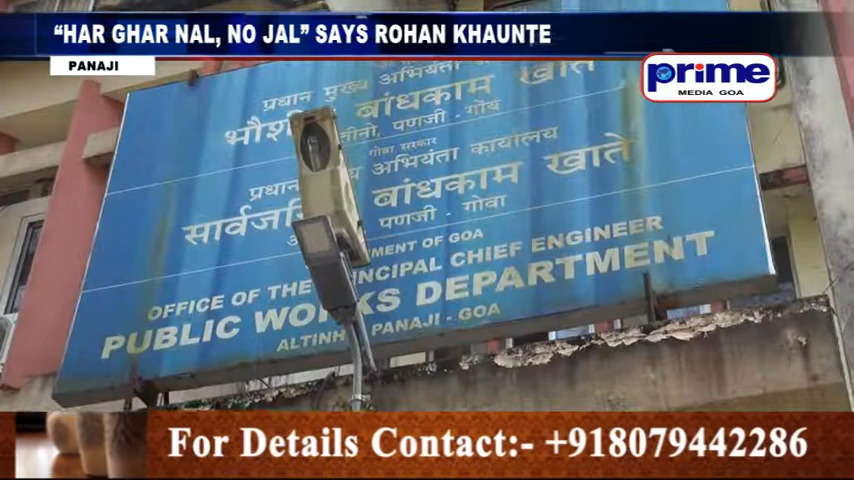 “HAR GHAR NAL, NO JAL” SAYS ROHAN KHAUNTE
PANAJI
prime
MEDIA GOA
प्रधान मुख्य अभियंता
बांधकाम खाते
पणजी - गोंय
गोवा सरकार
प्रधान अभियंता कार्यालय
बांधकाम खाते
पणजी - गोवा
OF GOA
OFFICE OF THE PRINCIPAL CHIEF ENGINEER
PUBLIC WORKS DEPARTMENT
PANAJI - GOA
For Details Contact:- +918079442286